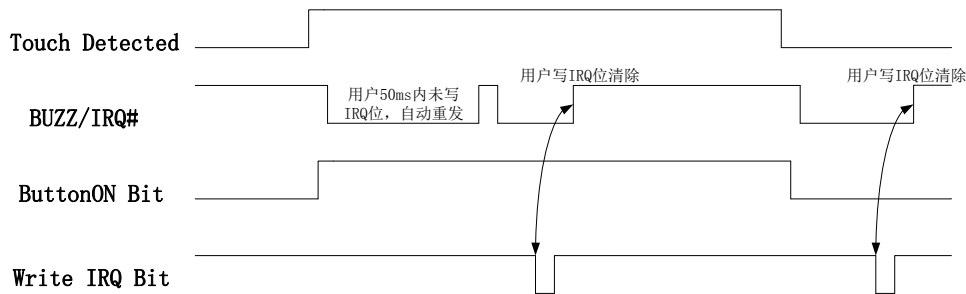 Touch Detected
用户写IRQ位清除
用户写IRQ位清除
用户50ms内未写
IRQ位，自动重发
BUZZ/IRQ#
ButtonON Bit
Write IRQ Bit